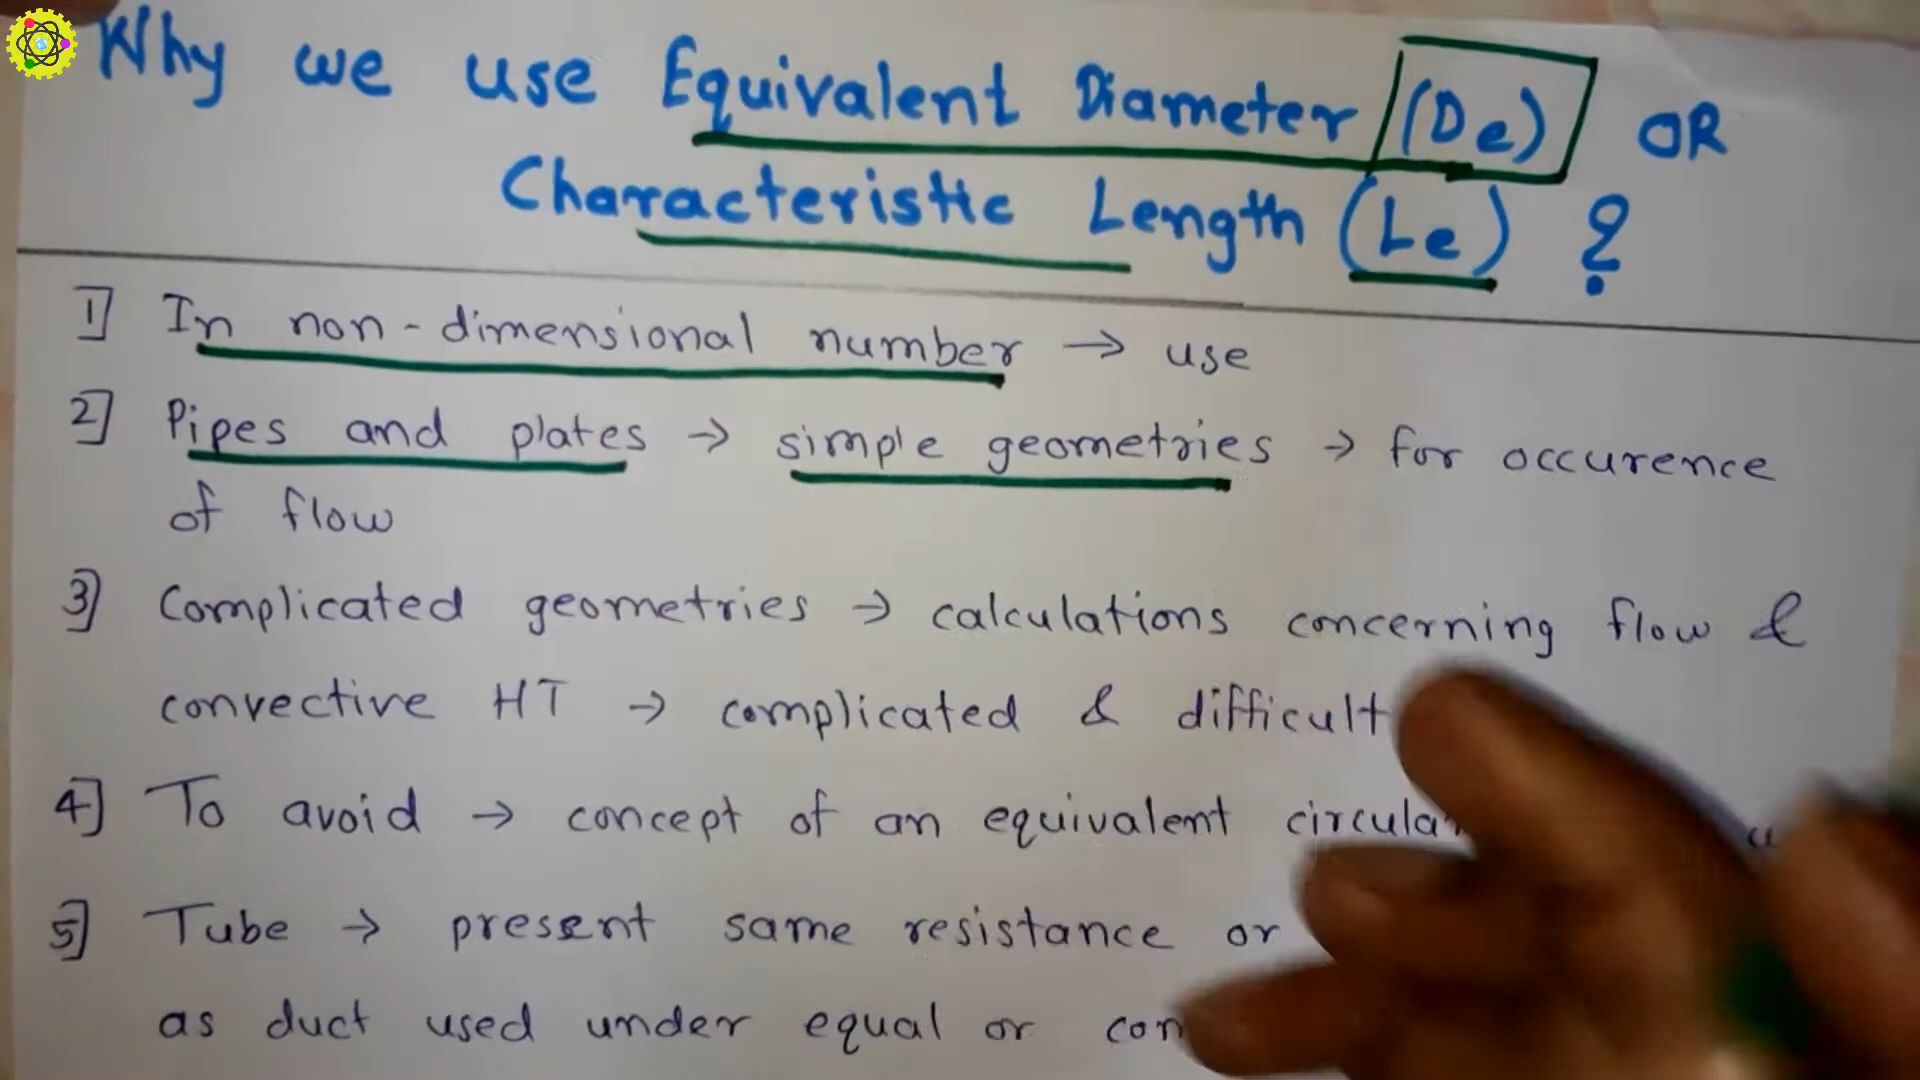 Why we use Equivalent Diameter (De) OR
Characteristic Length (Le) ?
1] In non-dimensional number → use
2] Pipes and plates → simple geometries → for occurence
of flow
3] Complicated geometries → calculations concerning flow &
convective HT → complicated & difficult
4] To avoid → concept of an equivalent
5] Tube → present same resistance or
as duct used under equal or